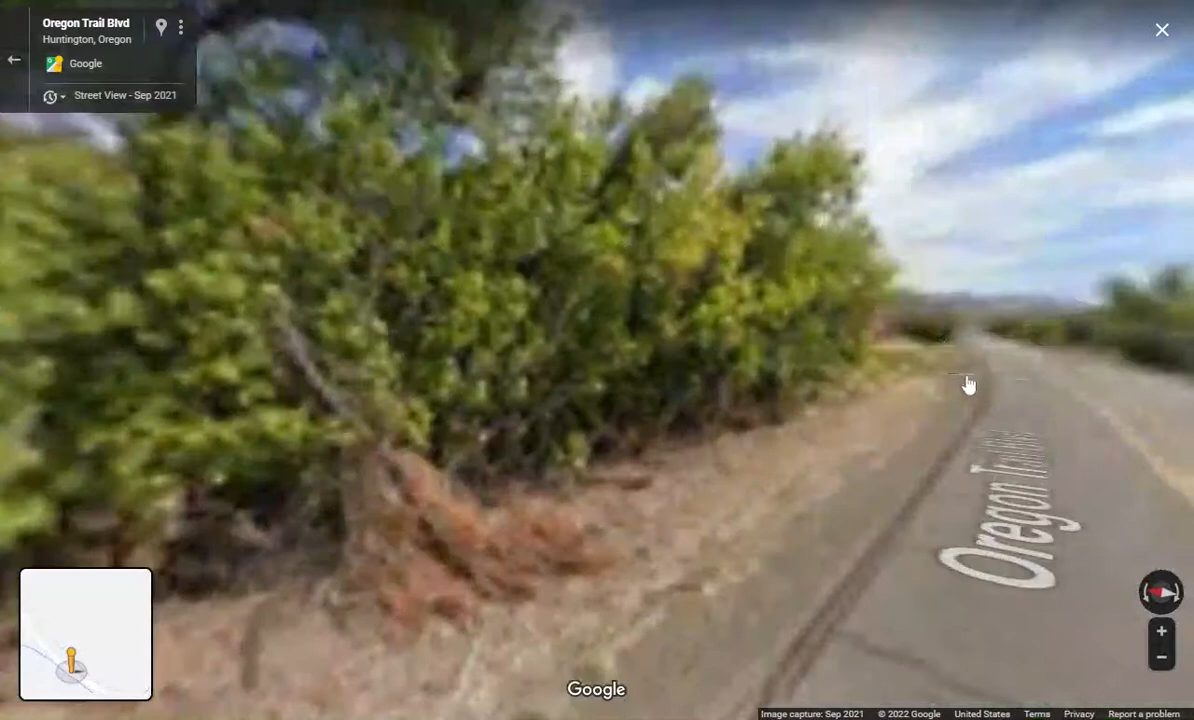 Oregon Trail Blvd
Huntington, Oregon
Google
Street View - Sep 2021
Oregon Trail
Google
Image capture: Sep 2021 © 2022 Google United States Terms Privacy Report a problem